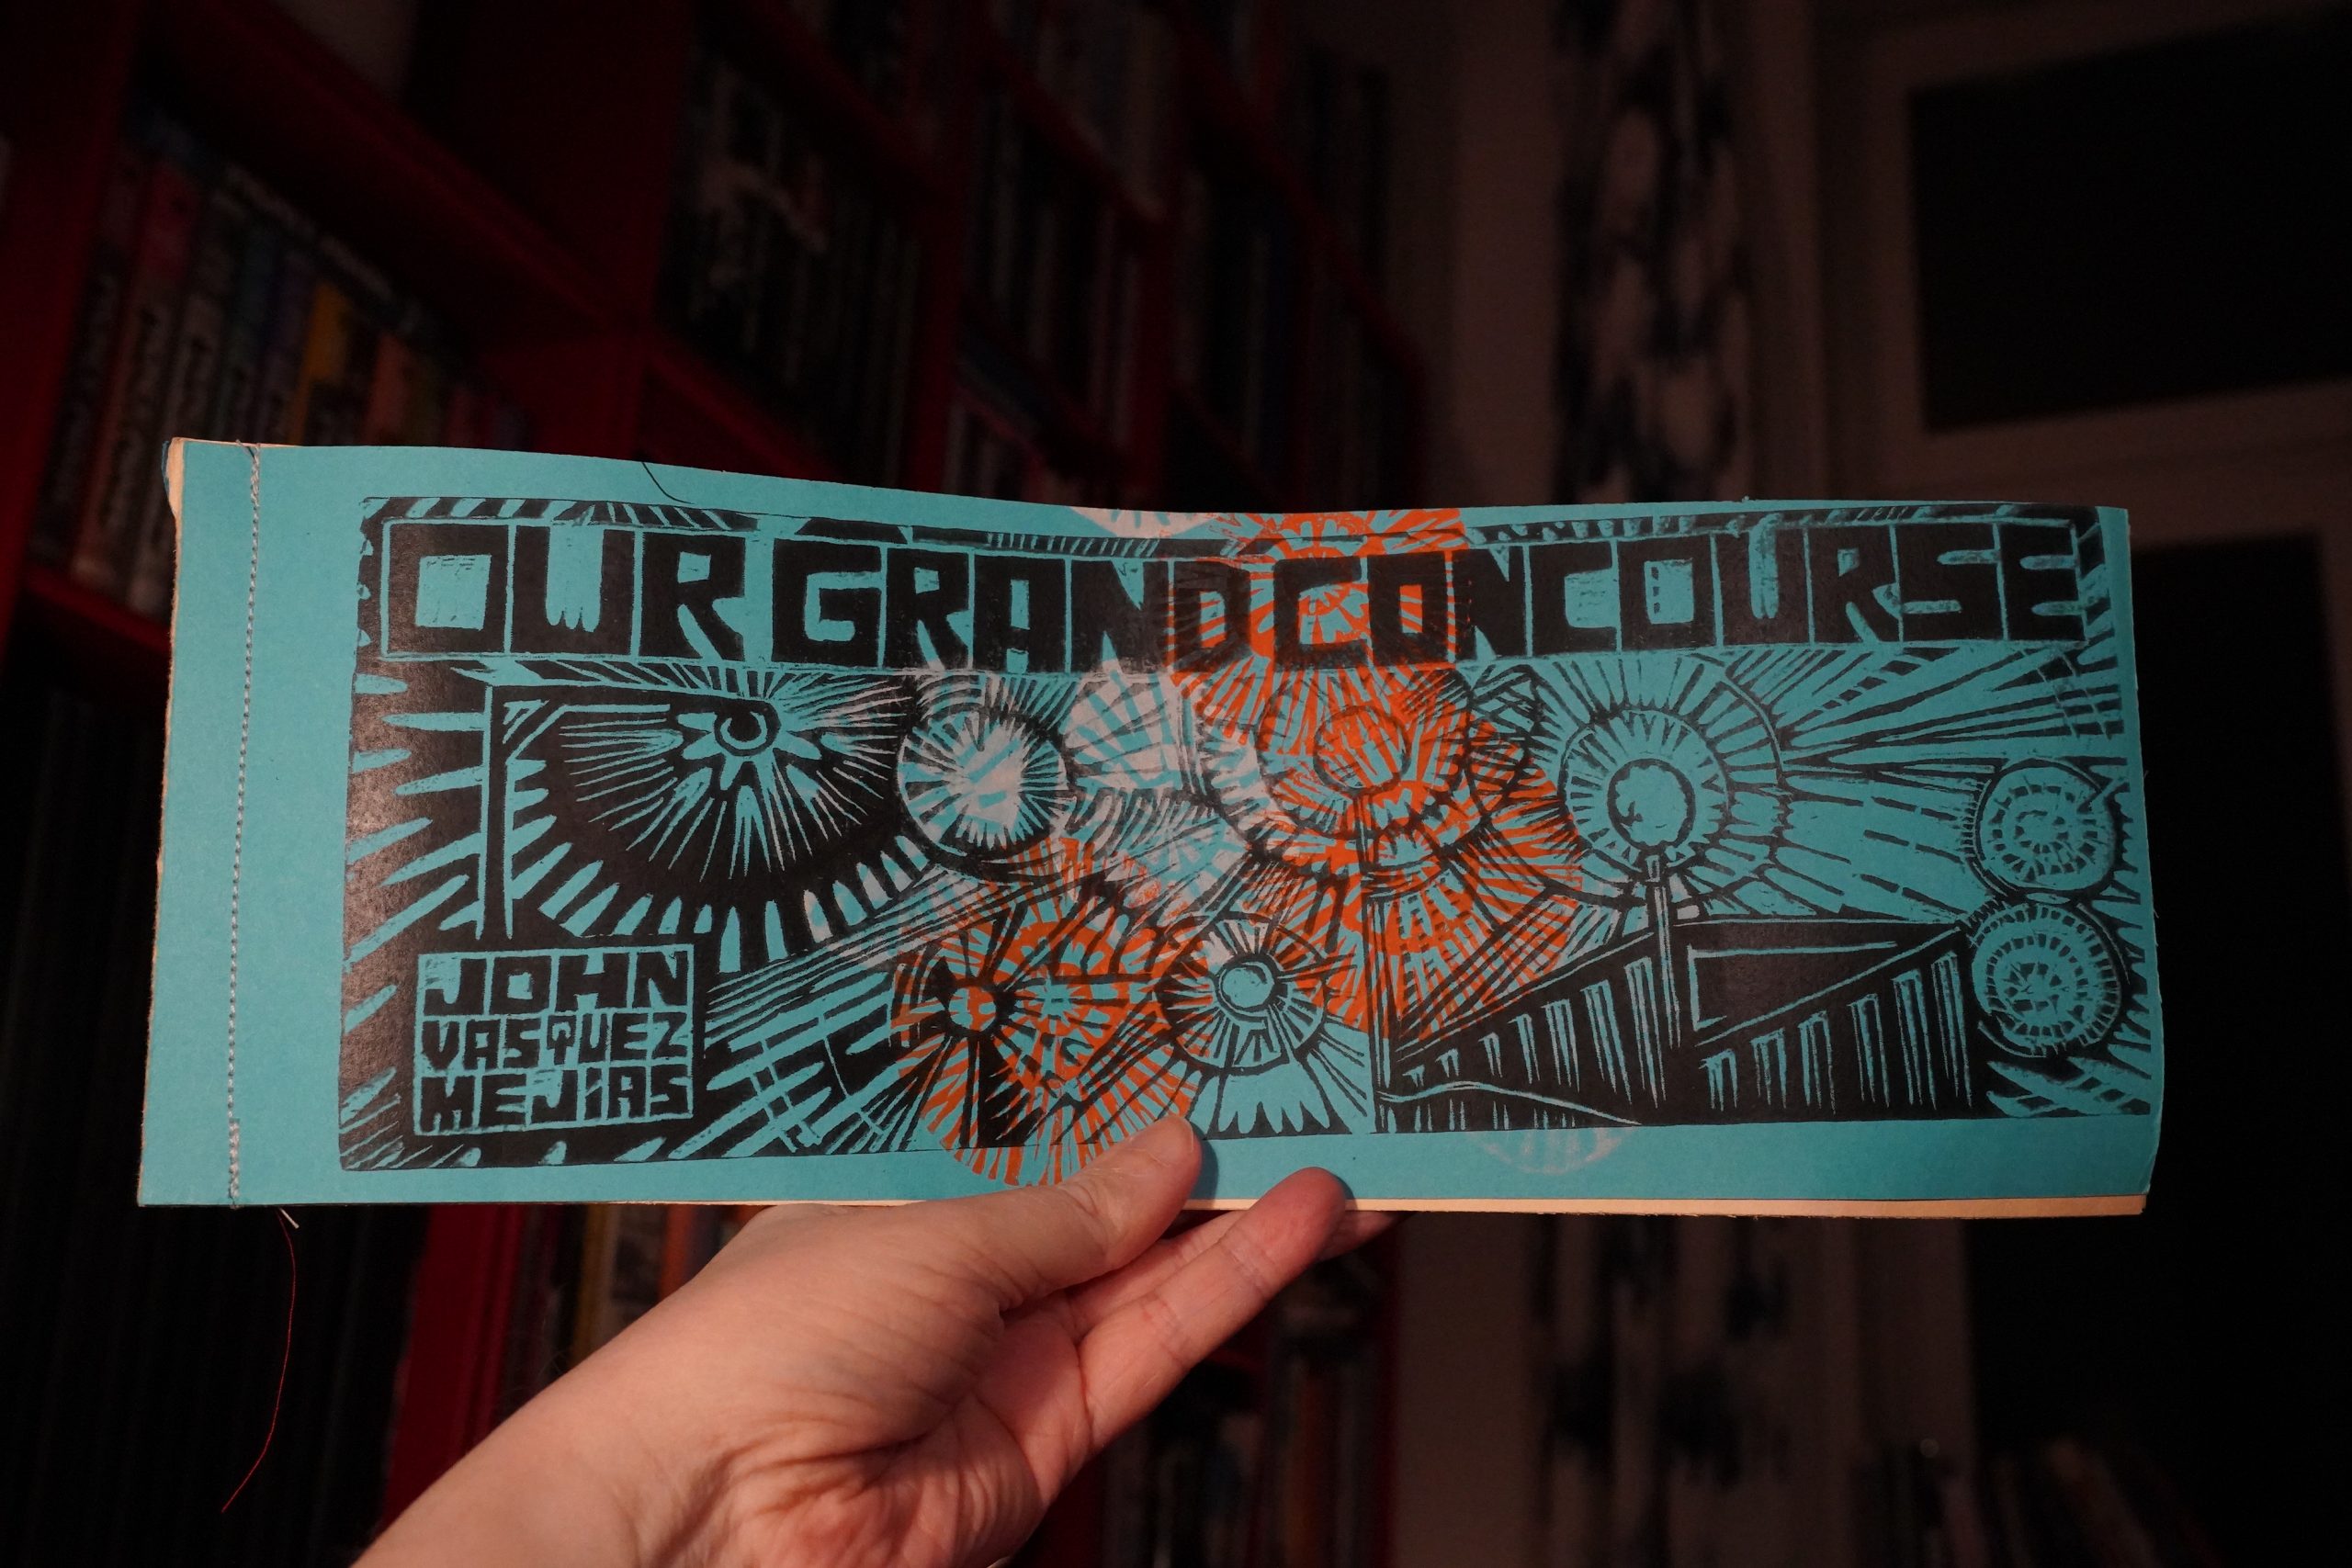 OUR GRAND CONCOURSE
JOHN
VASQUEZ
MEJiAS